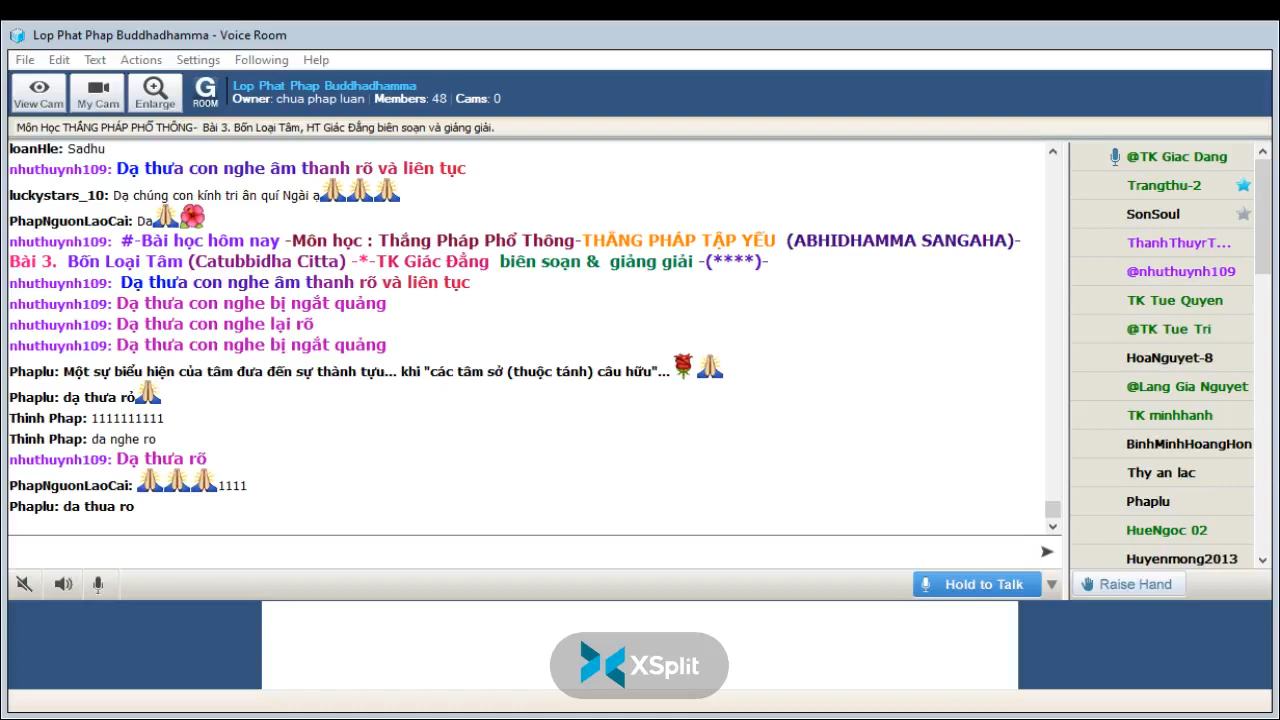 Lop Phat Phap Buddhadhamma - Voice Room
File Edit Text Actions Settings Following Help
View Cam My Cam Enlarge G ROOM
Lop Phat Phap Buddhadhamma
Owner: chua phap luan | Members: 48 | Cams: 0
Môn Học THẮNG PHÁP PHỔ THÔNG- Bài 3. Bốn Loại Tâm, HT Giác Đẳng biên soạn và giảng giải.
loanHle: Sadhu
nhuthuynh109: Dạ thưa con nghe âm thanh rõ và liên tục
luckystars_10: Dạ chúng con kính tri ân quí Ngài ạ
PhapNguonLaoCai: Da
nhuthuynh109: #-Bài học hôm nay -Môn học : Thắng Pháp Phổ Thông-THẮNG PHÁP TẬP YẾU (ABHIDHAMMA SANGAHA)-
Bài 3. Bốn Loại Tâm (Catubbidha Citta) -*-TK Giác Đẳng biên soạn & giảng giải -(****)-
nhuthuynh109: Dạ thưa con nghe âm thanh rõ và liên tục
nhuthuynh109: Dạ thưa con nghe bị ngắt quảng
nhuthuynh109: Dạ thưa con nghe lại rõ
nhuthuynh109: Dạ thưa con nghe bị ngắt quảng
Phaplu: Một sự biểu hiện của tâm đưa đến sự thành tựu... khi "các tâm sở (thuộc tánh) câu hữu"...
Phaplu: dạ thưa rỏ
Thinh Phap: 1111111111
Thinh Phap: da nghe ro
nhuthuynh109: Dạ thưa rõ
PhapNguonLaoCai: 1111
Phaplu: da thua ro
@TK Giac Dang
Trangthu-2
SonSoul
ThanhThuyrT...
@nhuthuynh109
TK Tue Quyen
@TK Tue Tri
HoaNguyet-8
@Lang Gia Nguyet
TK minhhanh
BinhMinhHoangHon
Thy an lac
Phaplu
HueNgoc 02
Huyenmong2013
Hold to Talk
Raise Hand
XSplit